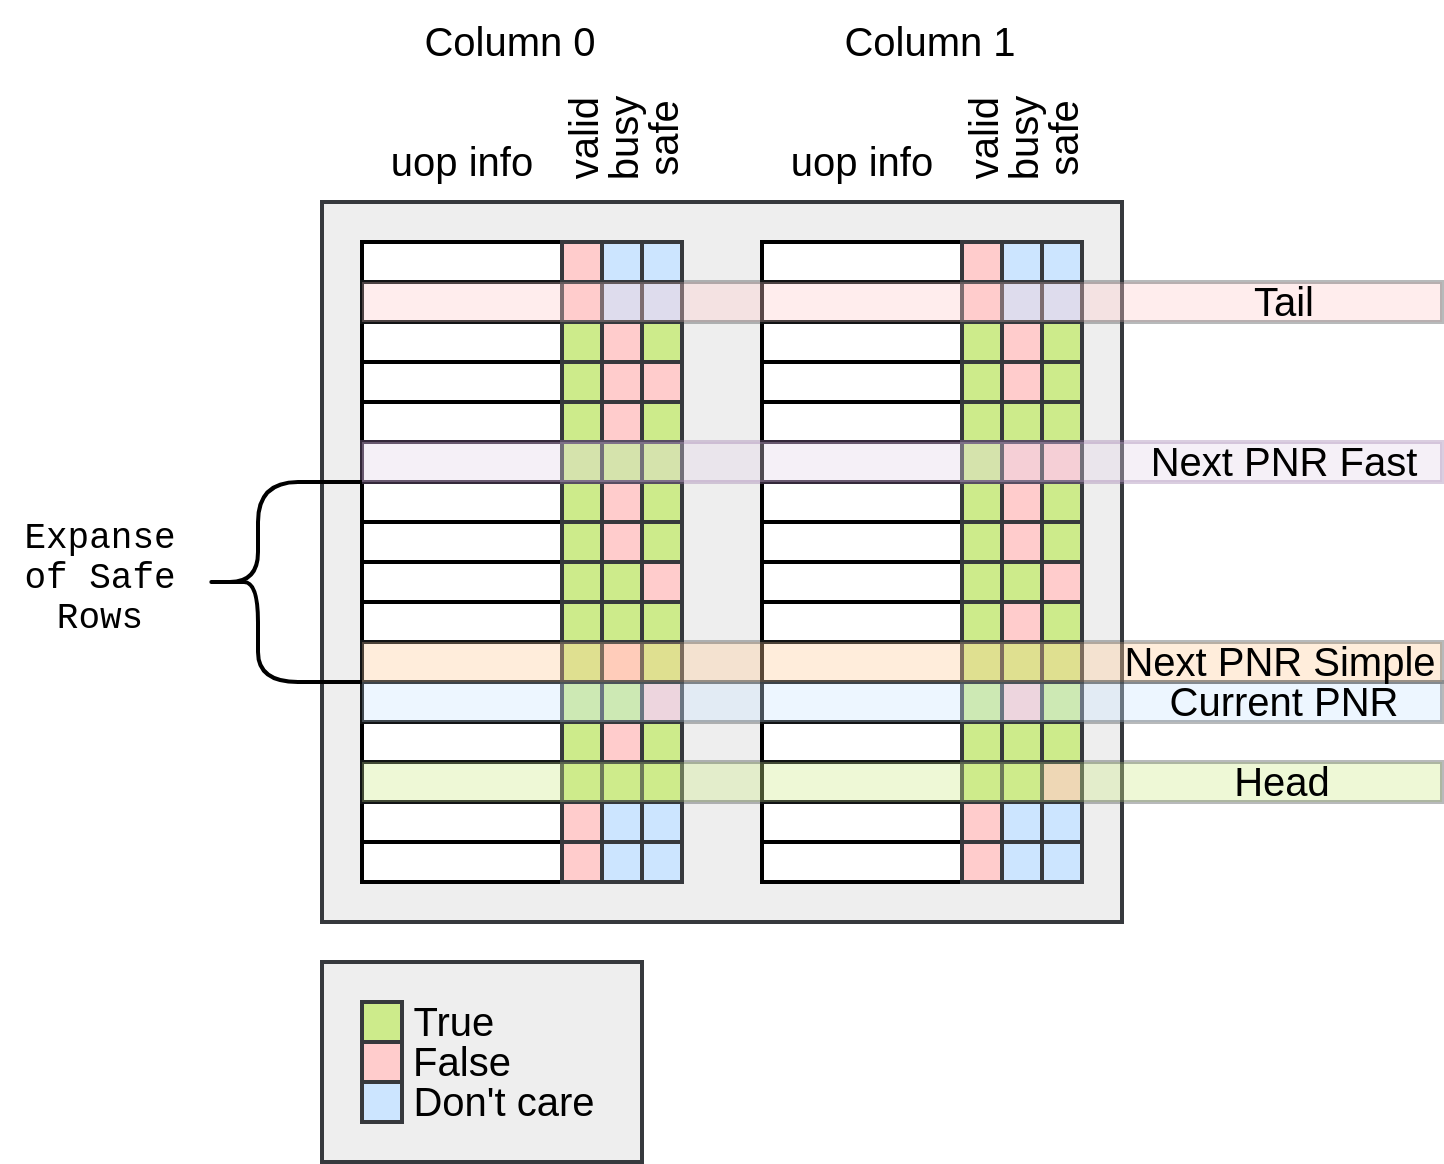 Column 0
Column 1
uop info
valid
busy
safe
uop info
valid
busy
safe
Tail
Next PNR Fast
Expanse
of Safe
Rows
Next PNR Simple
Current PNR
Head
True
False
Don't care